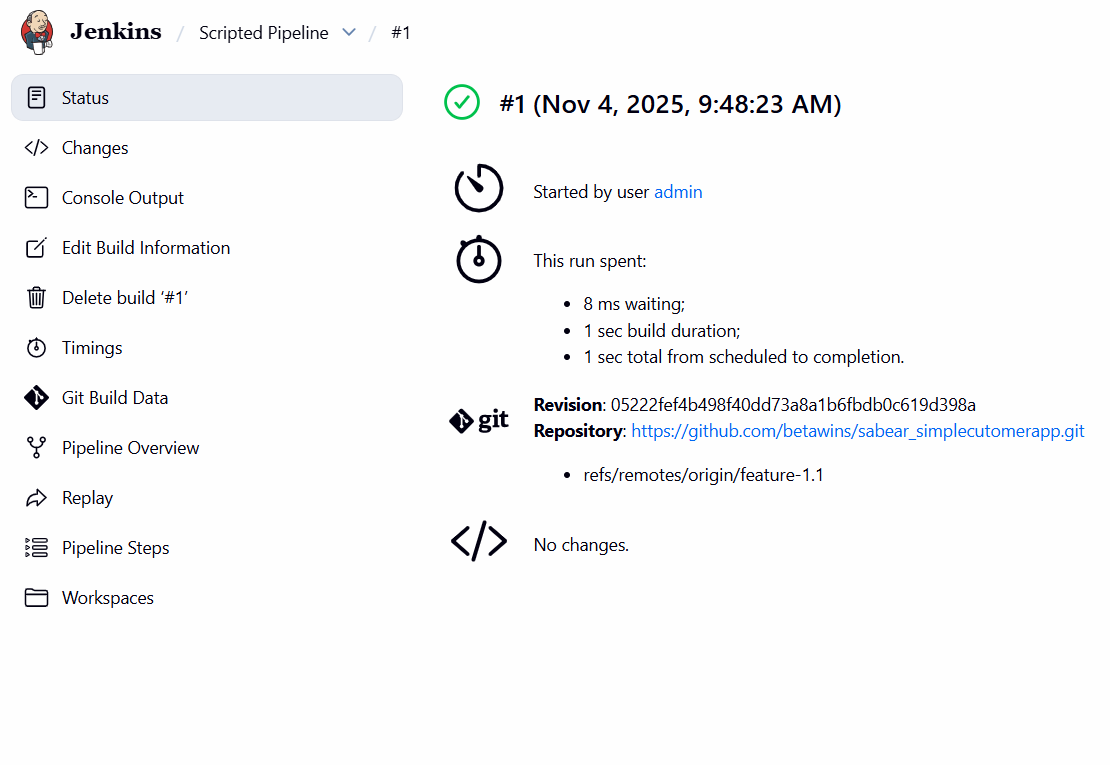 Jenkins / Scripted Pipeline / #1
Status
Changes
Console Output
Edit Build Information
Delete build ‘#1’
Timings
Git Build Data
Pipeline Overview
Replay
Pipeline Steps
Workspaces
#1 (Nov 4, 2025, 9:48:23 AM)
Started by user admin
This run spent:
• 8 ms waiting;
• 1 sec build duration;
• 1 sec total from scheduled to completion.
git
Revision: 05222fef4b498f40dd73a8a1b6fbdb0c619d398a
Repository: https://github.com/betawins/sabear_simplecutomerapp.git
• refs/remotes/origin/feature-1.1
No changes.